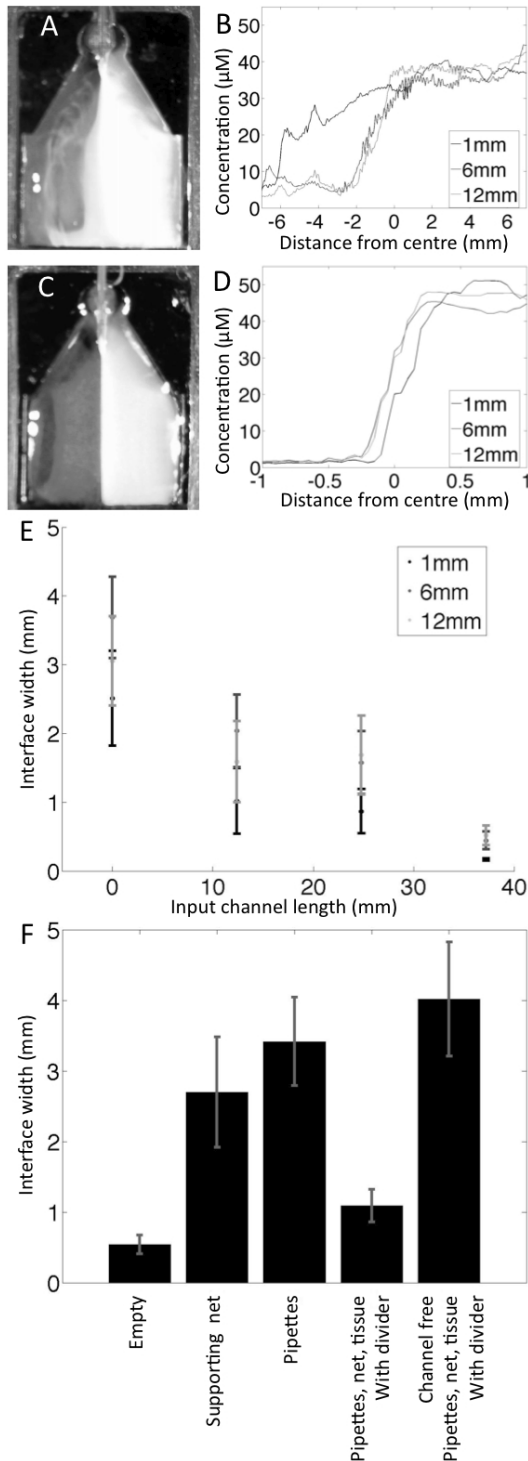 A
B
Concentration (µM)
50
40
30
20
10
0
1mm
6mm
12mm
-6 -4 -2 0 2 4 6
Distance from centre (mm)
C
D
Concentration (µM)
50
40
30
20
10
0
1mm
6mm
12mm
-1 -0.5 0 0.5 1
Distance from centre (mm)
E
Interface width (mm)
5
4
3
2
1
0
1mm
6mm
12mm
0 10 20 30 40
Input channel length (mm)
F
Interface width (mm)
5
4
3
2
1
0
Empty
Supporting net
Pipettes
Pipettes, net, tissue
With divider
Channel free
Pipettes, net, tissue
With divider